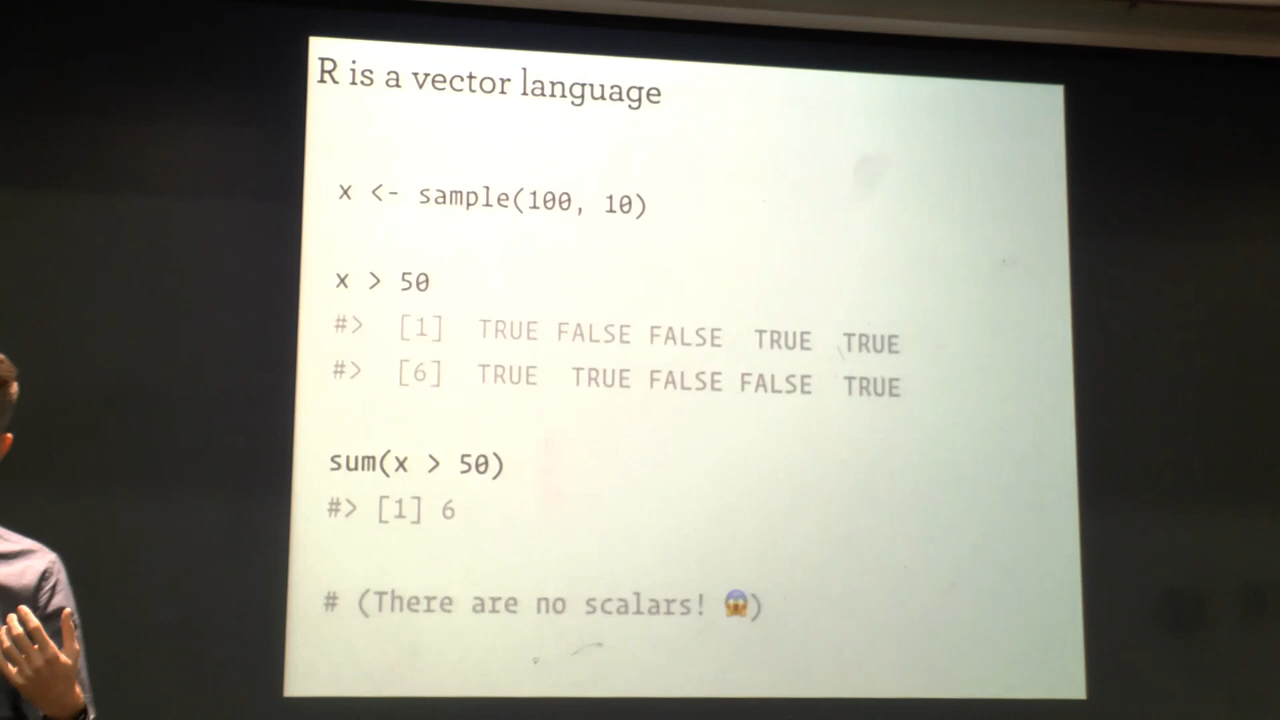 R is a vector language
x <- sample(100, 10)
x > 50
#>  [1]  TRUE FALSE FALSE  TRUE  TRUE
#>  [6]  TRUE  TRUE FALSE FALSE  TRUE
sum(x > 50)
#> [1] 6
# (There are no scalars! 😱)